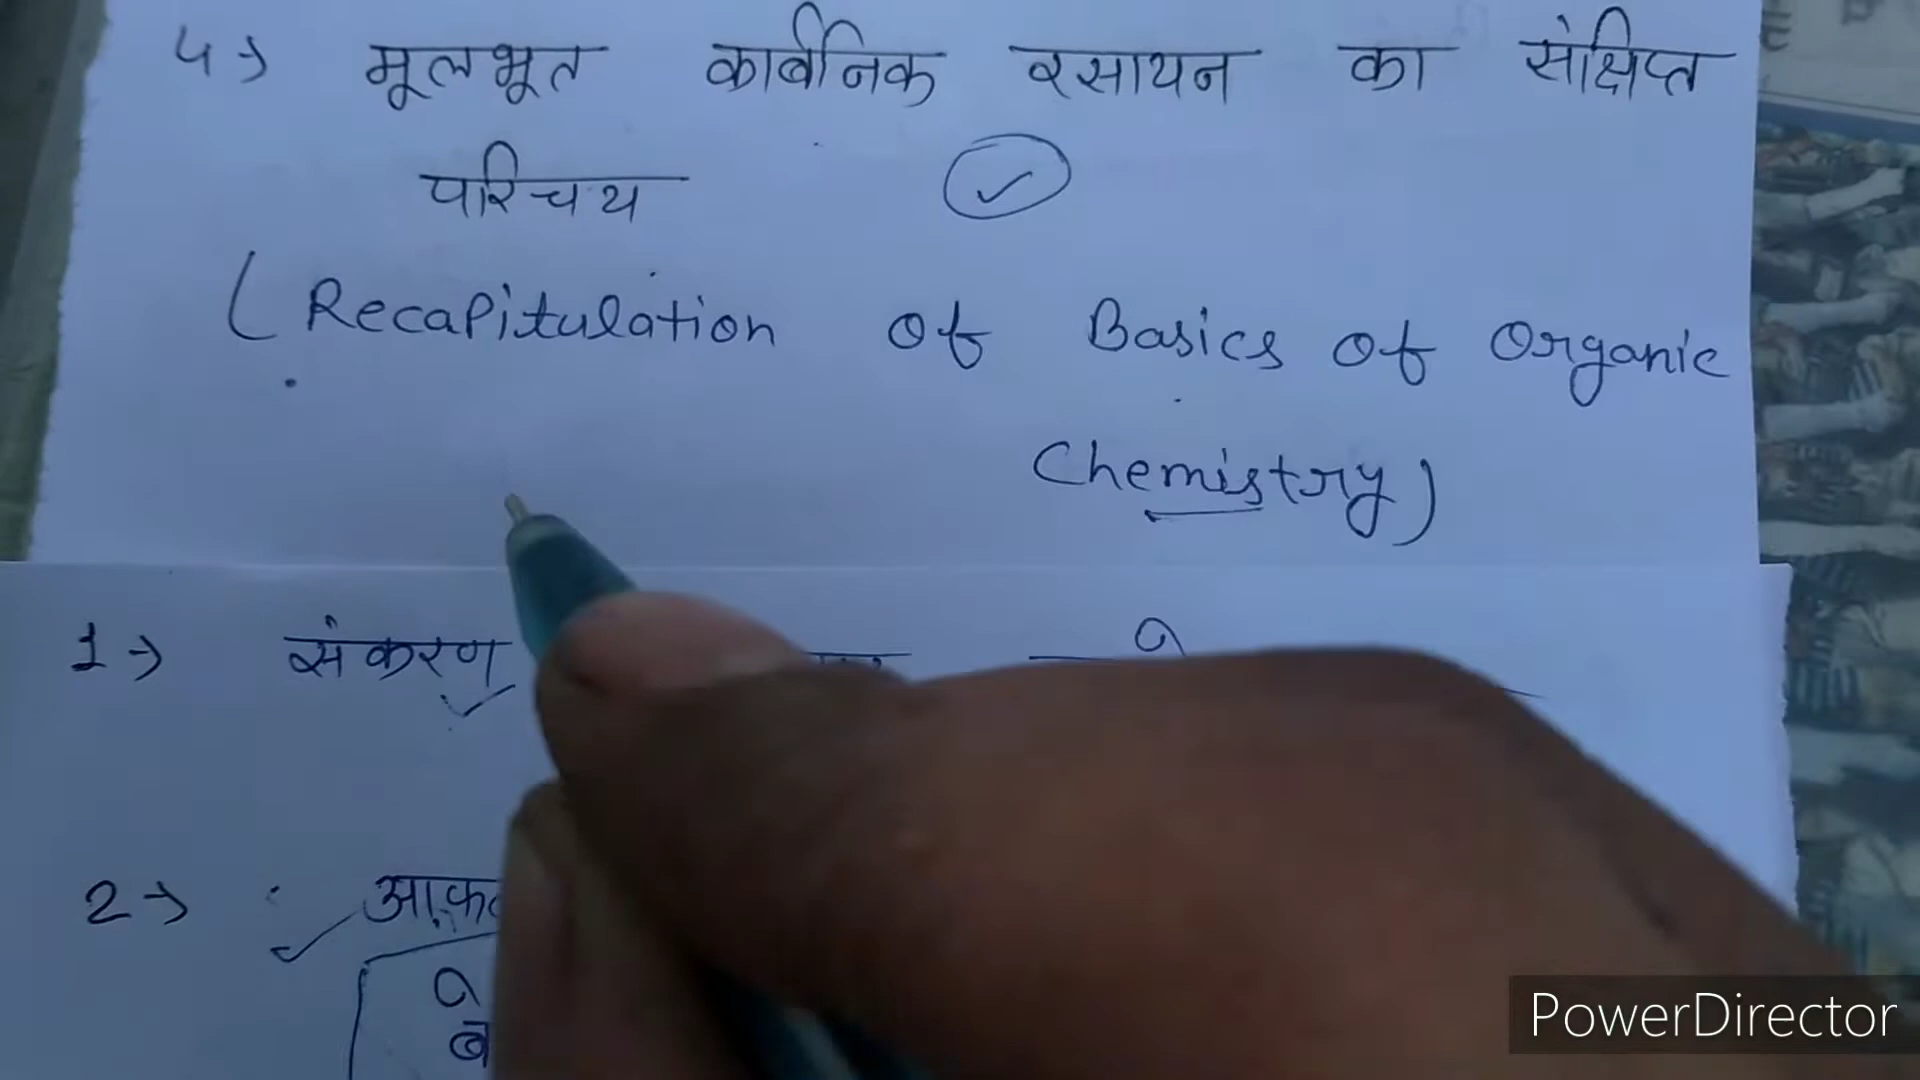 4→ मूलभूत कार्बनिक रसायन का संक्षिप्त
परिचय
(Recapitulation of Basics of Organic
Chemistry)
1→ संकरण
2→
PowerDirector